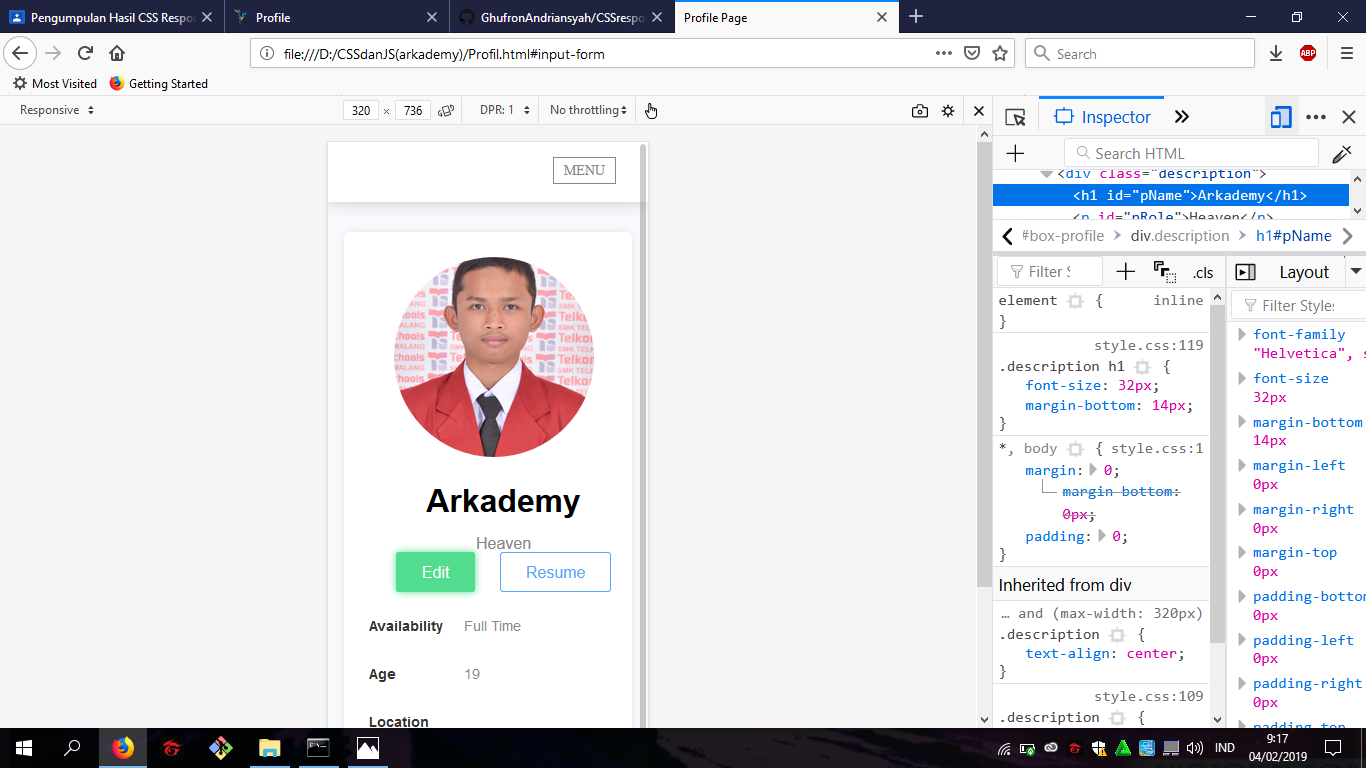 Pengumpulan Hasil CSS Respo
Profile
GhufronAndriansyah/CSSrespo
Profile Page
file:///D:/CSSdanJS(arkademy)/Profil.html#input-form
Search
ABP
Most Visited
Getting Started
Responsive
320 × 736
DPR: 1
No throttling
MENU
chools
MALANG
Telkom
SMK TELK
Arkademy
Heaven
Edit
Resume
Availability
Full Time
Age
19
Location
Inspector
Search HTML
<div class="description">
<h1 id="pName">Arkademy</h1>
<p id="pRole">Heaven</p>
#box-profile
div.description
h1#pName
Filter S
.cls
element {
inline
}
style.css:119
.description h1 {
font-size: 32px;
margin-bottom: 14px;
}
*, body { style.css:1
margin: 0;
margin-bottom:
0px;
padding: 0;
}
Inherited from div
… and (max-width: 320px)
.description {
text-align: center;
}
style.css:109
.description {
Layout
Filter Styles
font-family
"Helvetica", s
font-size
32px
margin-bottom
14px
margin-left
0px
margin-right
0px
margin-top
0px
padding-bottom
0px
padding-left
0px
padding-right
0px
padding-top
IND
9:17
04/02/2019